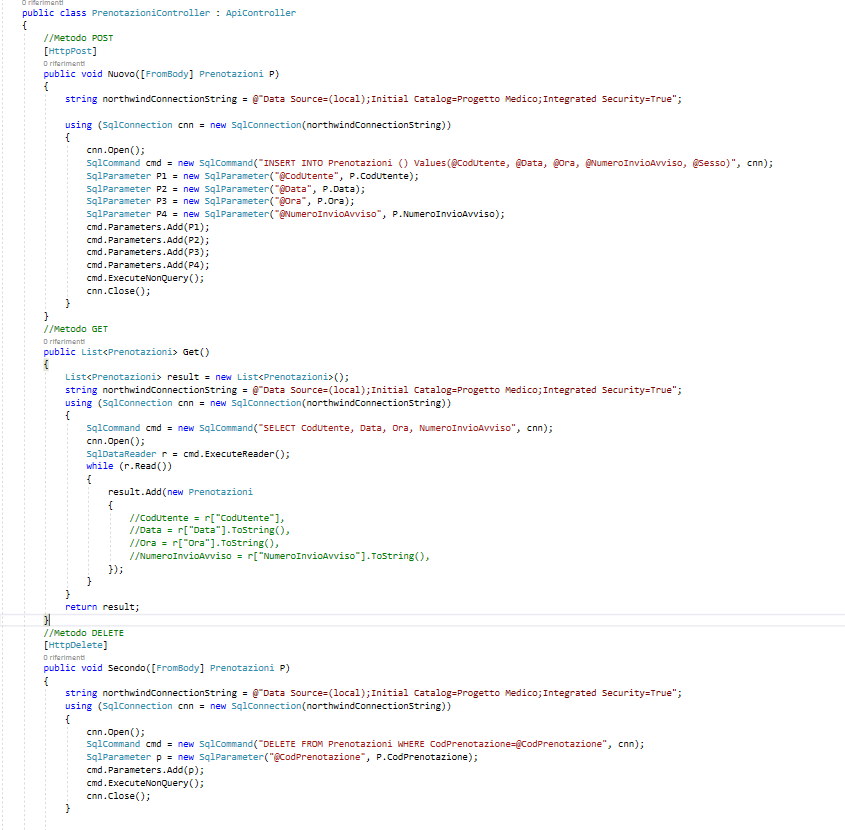 0 riferimenti
public class PrenotazioniController : ApiController
{
//Metodo POST
[HttpPost]
0 riferimenti
public void Nuovo([FromBody] Prenotazioni P)
{
string northwindConnectionString = @"Data Source=(local);Initial Catalog=Progetto Medico;Integrated Security=True";
using (SqlConnection cnn = new SqlConnection(northwindConnectionString))
{
cnn.Open();
SqlCommand cmd = new SqlCommand("INSERT INTO Prenotazioni () Values(@CodUtente, @Data, @Ora, @NumeroInvioAvviso, @Sesso)", cnn);
SqlParameter P1 = new SqlParameter("@CodUtente", P.CodUtente);
SqlParameter P2 = new SqlParameter("@Data", P.Data);
SqlParameter P3 = new SqlParameter("@Ora", P.Ora);
SqlParameter P4 = new SqlParameter("@NumeroInvioAvviso", P.NumeroInvioAvviso);
cmd.Parameters.Add(P1);
cmd.Parameters.Add(P2);
cmd.Parameters.Add(P3);
cmd.Parameters.Add(P4);
cmd.ExecuteNonQuery();
cnn.Close();
}
}
//Metodo GET
0 riferimenti
public List<Prenotazioni> Get()
{
List<Prenotazioni> result = new List<Prenotazioni>();
string northwindConnectionString = @"Data Source=(local);Initial Catalog=Progetto Medico;Integrated Security=True";
using (SqlConnection cnn = new SqlConnection(northwindConnectionString))
{
SqlCommand cmd = new SqlCommand("SELECT CodUtente, Data, Ora, NumeroInvioAvviso", cnn);
cnn.Open();
SqlDataReader r = cmd.ExecuteReader();
while (r.Read())
{
result.Add(new Prenotazioni
{
//CodUtente = r["CodUtente"],
//Data = r["Data"].ToString(),
//Ora = r["Ora"].ToString(),
//NumeroInvioAvviso = r["NumeroInvioAvviso"].ToString(),
});
}
}
return result;
}
//Metodo DELETE
[HttpDelete]
0 riferimenti
public void Secondo([FromBody] Prenotazioni P)
{
string northwindConnectionString = @"Data Source=(local);Initial Catalog=Progetto Medico;Integrated Security=True";
using (SqlConnection cnn = new SqlConnection(northwindConnectionString))
{
cnn.Open();
SqlCommand cmd = new SqlCommand("DELETE FROM Prenotazioni WHERE CodPrenotazione=@CodPrenotazione", cnn);
SqlParameter p = new SqlParameter("@CodPrenotazione", P.CodPrenotazione);
cmd.Parameters.Add(p);
cmd.ExecuteNonQuery();
cnn.Close();
}